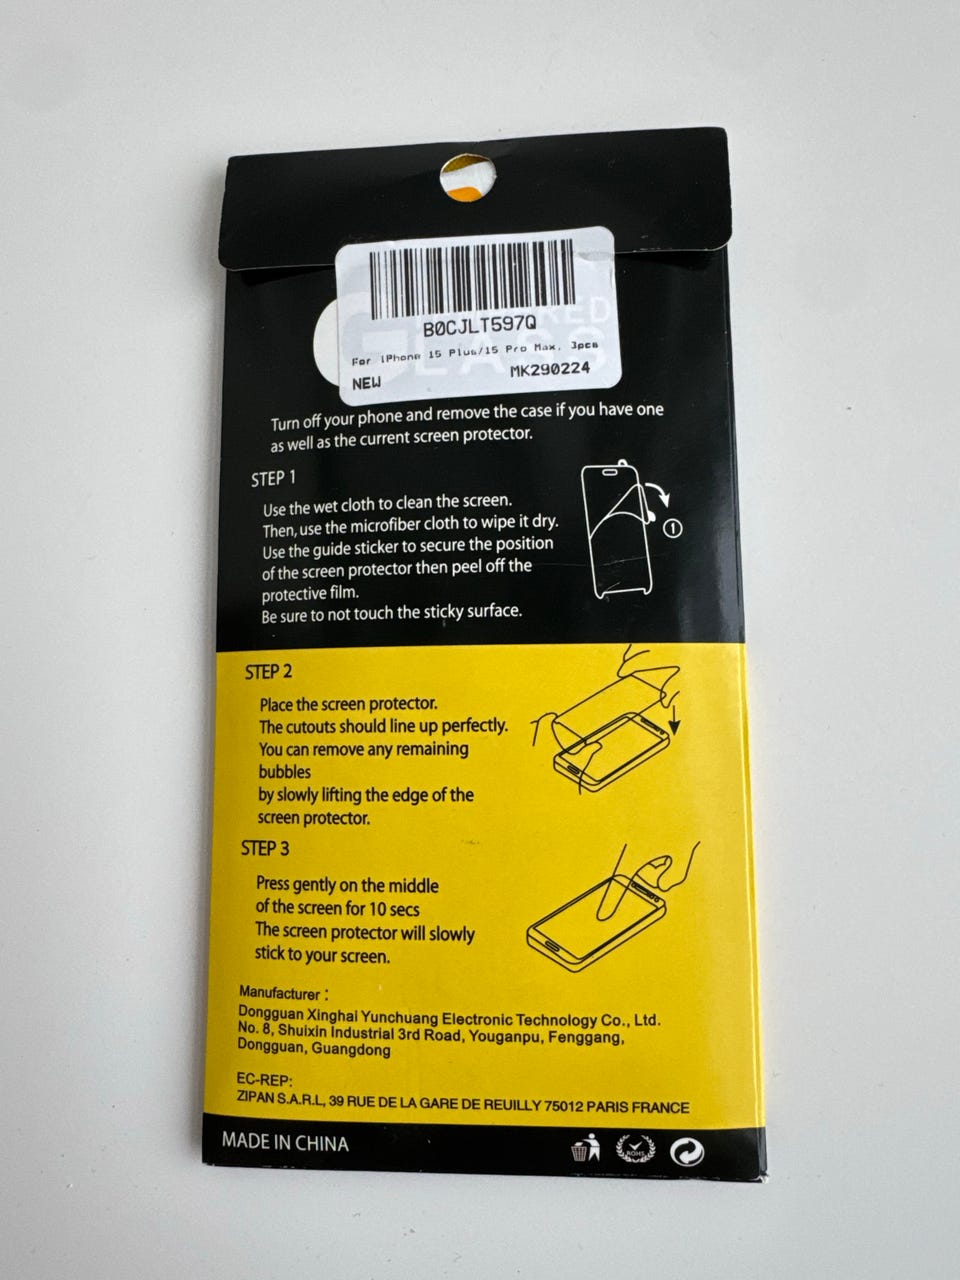 B0CJLT597Q
For iPhone 15 Plus/15 Pro Max, 3pcs
NEW MK290224
GLASS
Turn off your phone and remove the case if you have one
as well as the current screen protector.
STEP 1
Use the wet cloth to clean the screen.
Then, use the microfiber cloth to wipe it dry.
Use the guide sticker to secure the position
of the screen protector then peel off the
protective film.
Be sure to not touch the sticky surface.
1
STEP 2
Place the screen protector.
The cutouts should line up perfectly.
You can remove any remaining
bubbles
by slowly lifting the edge of the
screen protector.
STEP 3
Press gently on the middle
of the screen for 10 secs
The screen protector will slowly
stick to your screen.
Manufacturer :
Dongguan Xinghai Yunchuang Electronic Technology Co., Ltd.
No. 8, Shuixin Industrial 3rd Road, Youganpu, Fenggang,
Dongguan, Guangdong
EC-REP:
ZIPAN S.A.R.L, 39 RUE DE LA GARE DE REUILLY 75012 PARIS FRANCE
MADE IN CHINA
ROHS